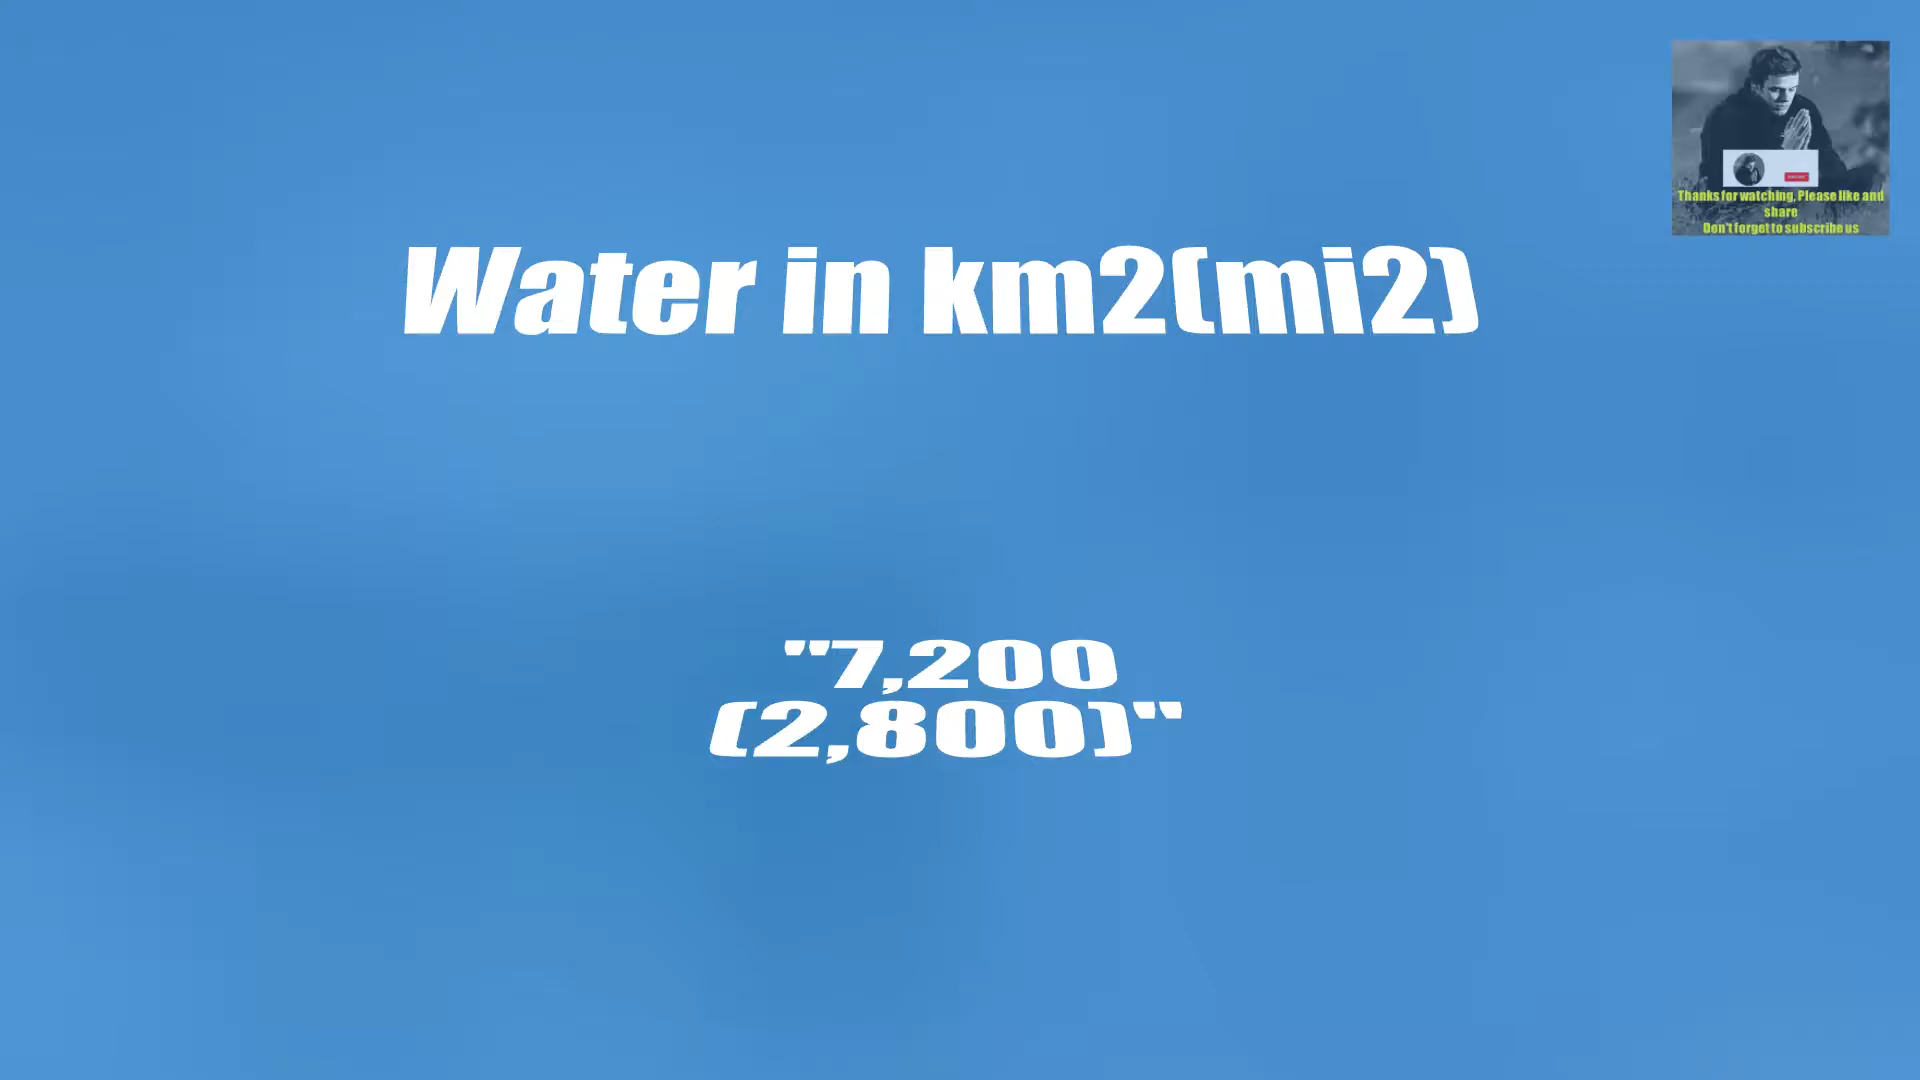 Water in km2(mi2)
"7,200
(2,800)"
Thanks for watching, Please like and
share
Don't forget to subscribe us